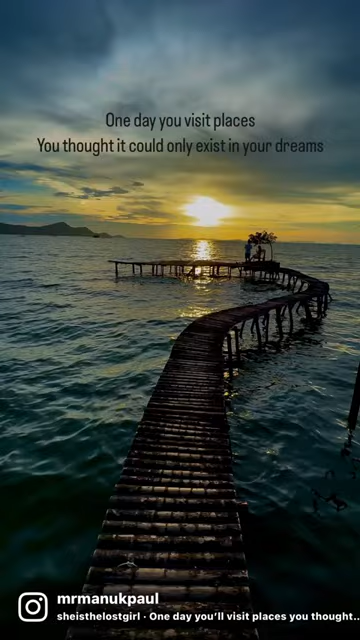 One day you visit places
You thought it could only exist in your dreams
mrmanukpaul
sheisthelostgirl · One day you'll visit places you thought...